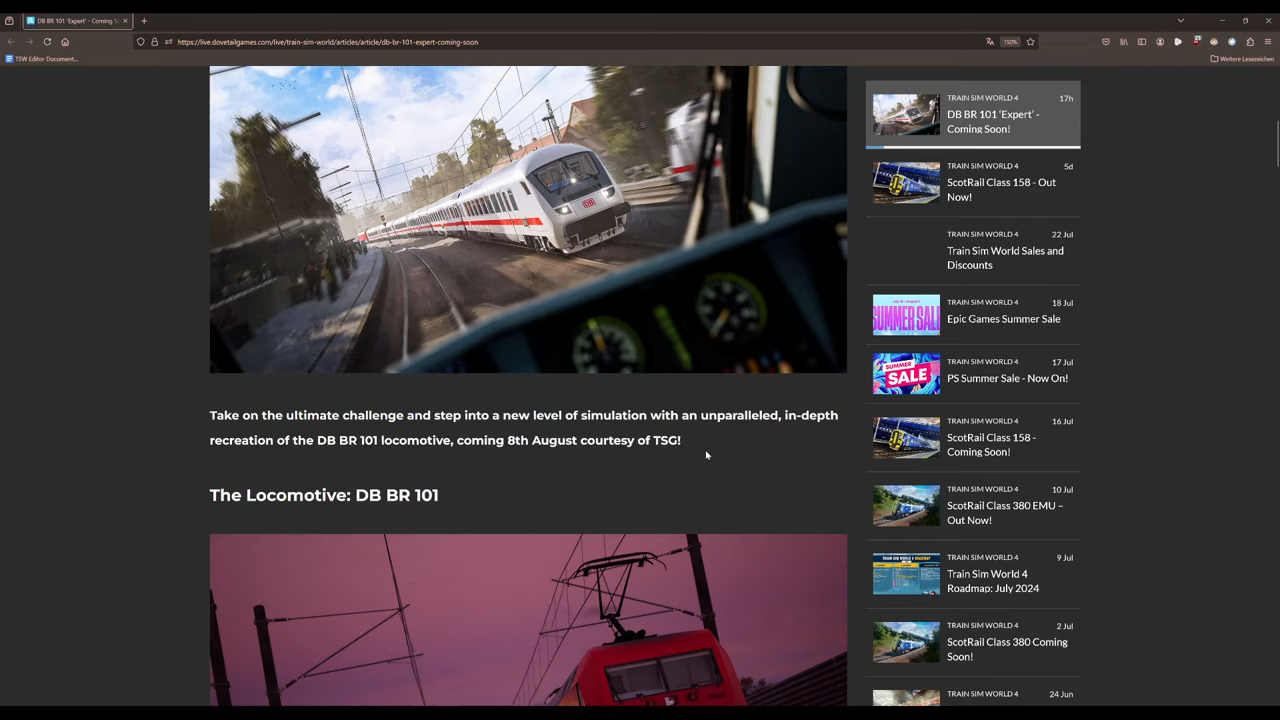 DB BR 101 'Expert' - Coming S
https://live.dovetailgames.com/live/train-sim-world/articles/article/db-br-101-expert-coming-soon
150%
25
TSW Editor Document...
Weitere Lesezeichen
DB
Take on the ultimate challenge and step into a new level of simulation with an unparalleled, in-depth
recreation of the DB BR 101 locomotive, coming 8th August courtesy of TSG!
The Locomotive: DB BR 101
TRAIN SIM WORLD 4
17h
DB BR 101 'Expert' -
Coming Soon!
TRAIN SIM WORLD 4
5d
ScotRail Class 158 - Out
Now!
TRAIN SIM WORLD 4
22 Jul
Train Sim World Sales and
Discounts
TRAIN SIM WORLD 4
18 Jul
SUMMER SALE
Epic Games Summer Sale
TRAIN SIM WORLD 4
17 Jul
SUMMER
SALE
PS Summer Sale - Now On!
TRAIN SIM WORLD 4
16 Jul
ScotRail Class 158 -
Coming Soon!
TRAIN SIM WORLD 4
10 Jul
ScotRail Class 380 EMU –
Out Now!
TRAIN SIM WORLD 4
9 Jul
TRAIN SIM WORLD 4 ROADMAP
Train Sim World 4
Roadmap: July 2024
TRAIN SIM WORLD 4
2 Jul
ScotRail Class 380 Coming
Soon!
TRAIN SIM WORLD 4
24 Jun